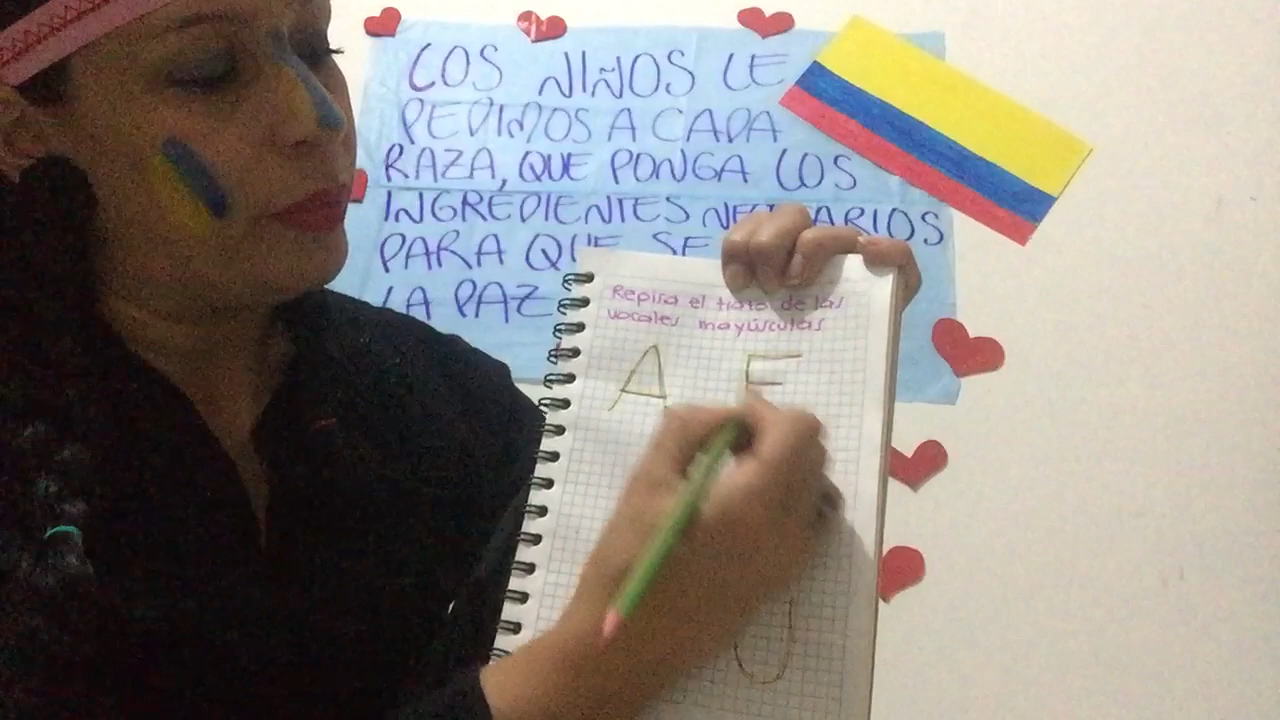 LOS NIÑOS LE
PEDIMOS A CADA
RAZA, QUE PONGA LOS
INGREDIENTES
PARA QUE SE
LA PAZ
Repisa el trazo de las
vocales mayúsculas
A E
U